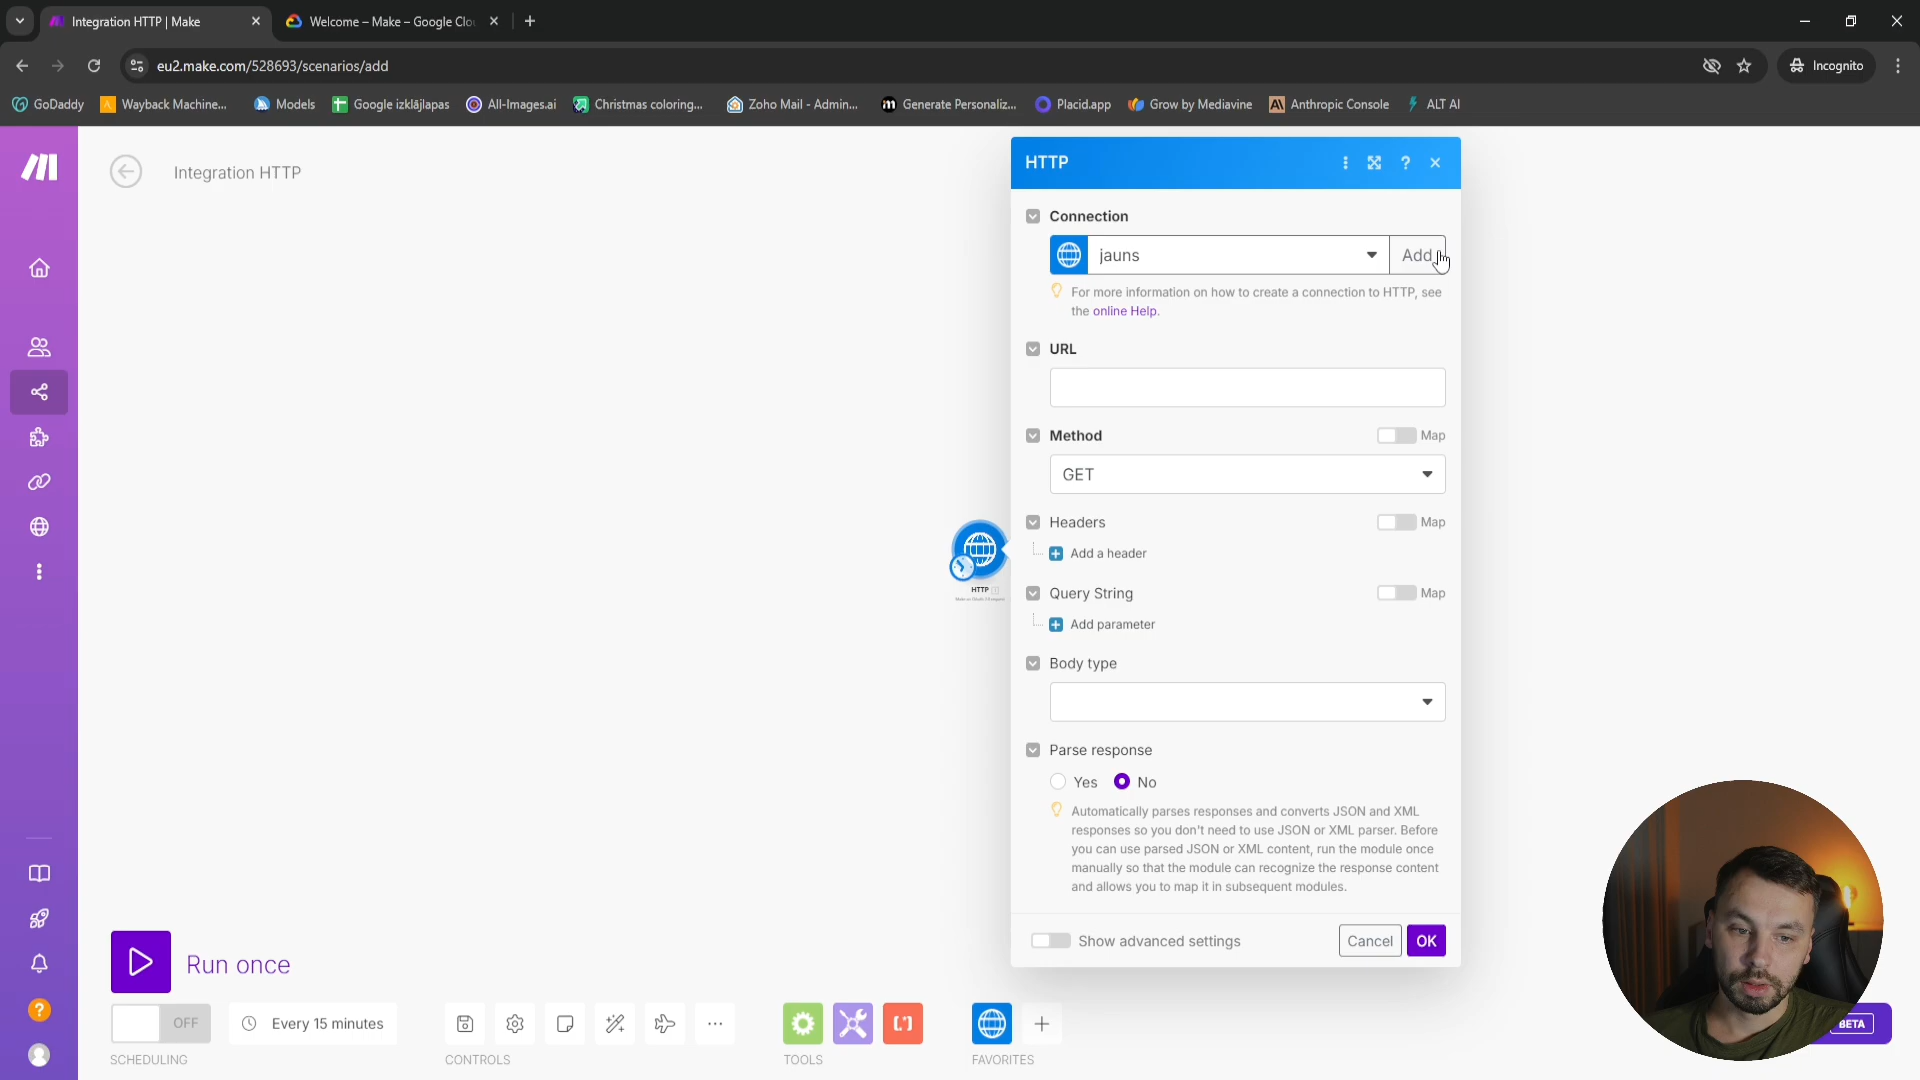 Integration HTTP | Make
Welcome – Make – Google Clo
eu2.make.com/528693/scenarios/add
Incognito
GoDaddy
Wayback Machine...
Models
Google izklājlapas
All-Images.ai
Christmas coloring...
Zoho Mail - Admin...
Generate Personaliz...
Placid.app
Grow by Mediavine
Anthropic Console
ALT AI
Integration HTTP
HTTP
Connection
jauns
Add
For more information on how to create a connection to HTTP, see
the online Help.
URL
Method
Map
GET
Headers
Map
Add a header
Query String
Map
Add parameter
Body type
Parse response
Yes
No
Automatically parses responses and converts JSON and XML
responses so you don't need to use JSON or XML parser. Before
you can use parsed JSON or XML content, run the module once
manually so that the module can recognize the response content
and allows you to map it in subsequent modules.
Show advanced settings
Cancel
OK
HTTP
Run once
OFF
Every 15 minutes
SCHEDULING
CONTROLS
TOOLS
FAVORITES
BETA